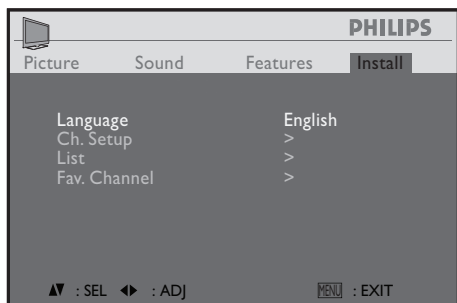 PHILIPS
Picture Sound Features Install
Language English
Ch. Setup >
List >
Fav. Channel >
▲▼ : SEL ◀▶ : ADJ MENU : EXIT